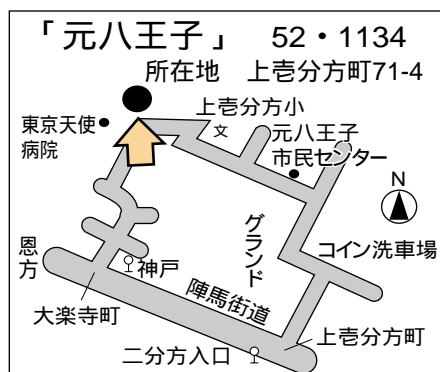 「元八王子」 52・1134
所在地 上壱分方町71-4
上壱分方小
文
東京天使
病院
元八王子
市民センター
N
グランド
コイン洗車場
恩方
神戸
陣馬街道
大楽寺町
上壱分方町
二分方入口